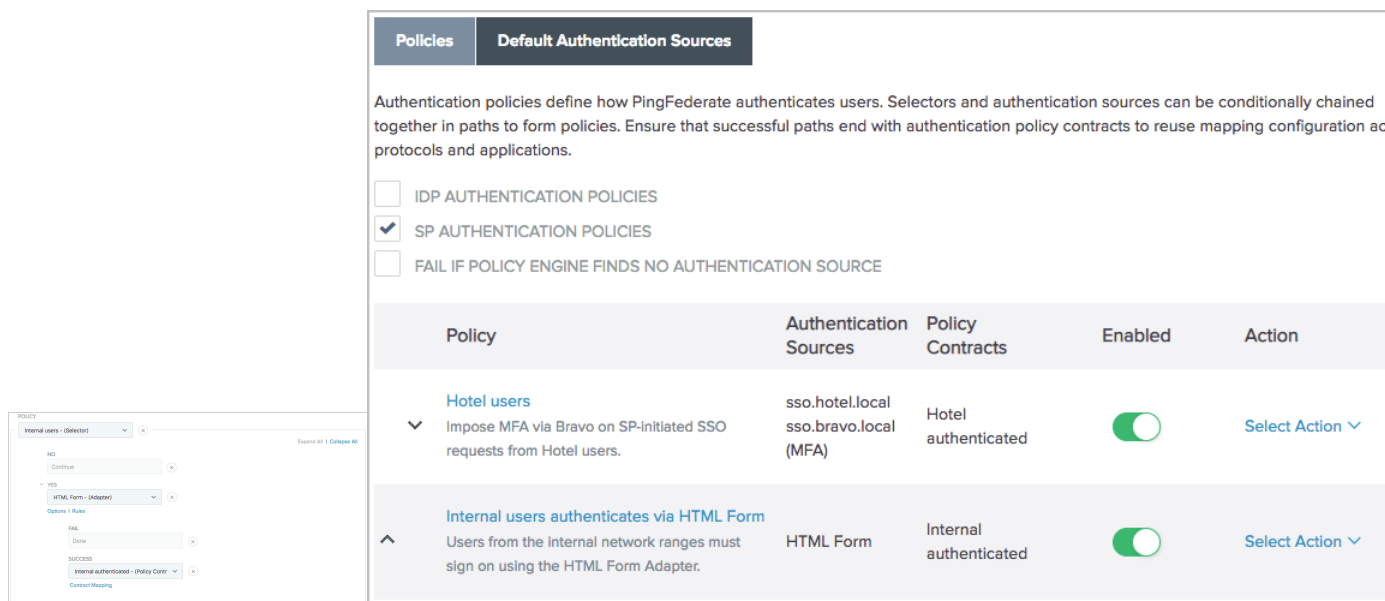 Policies
Default Authentication Sources
Authentication policies define how PingFederate authenticates users. Selectors and authentication sources can be conditionally chained
together in paths to form policies. Ensure that successful paths end with authentication policy contracts to reuse mapping configuration ac
protocols and applications.
IDP AUTHENTICATION POLICIES
SP AUTHENTICATION POLICIES
FAIL IF POLICY ENGINE FINDS NO AUTHENTICATION SOURCE
Policy
Authentication
Sources
Policy
Contracts
Enabled
Action
Hotel users
Impose MFA via Bravo on SP-initiated SSO
requests from Hotel users.
sso.hotel.local
sso.bravo.local
(MFA)
Hotel
authenticated
Select Action
Internal users authenticates via HTML Form
Users from the internal network ranges must
sign on using the HTML Form Adapter.
HTML Form
Internal
authenticated
Select Action
POLICY
Internal users - (Selector)
Expand All | Collapse All
NO
Continue
YES
HTML Form - (Adapter)
Options | Rules
FAIL
Done
SUCCESS
Internal authenticated - (Policy Contr
Contract Mapping